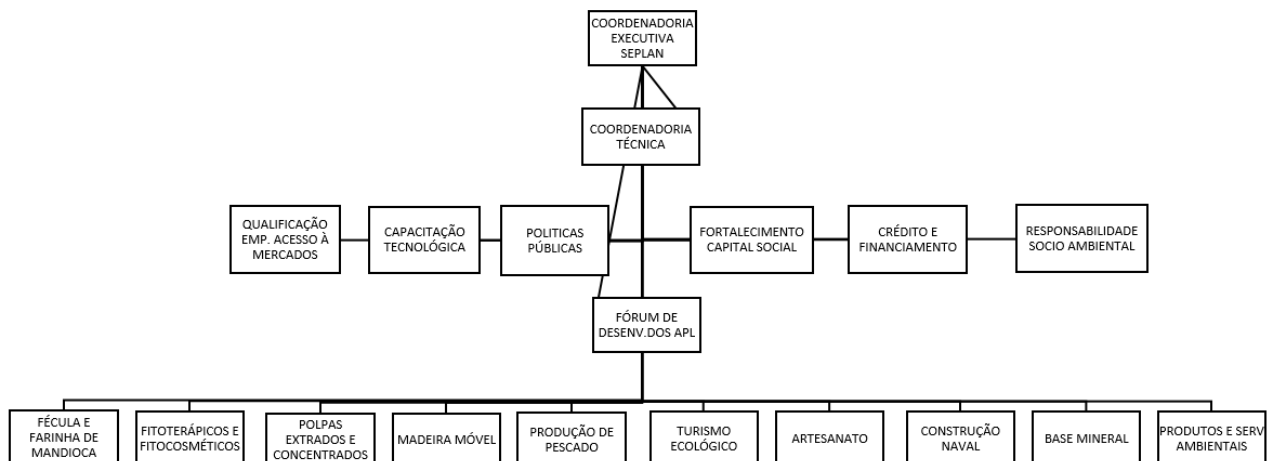 COORDENADORIA
EXECUTIVA
SEPLAN
COORDENADORIA
TÉCNICA
QUALIFICAÇÃO
EMP. ACESSO À
MERCADOS
CAPACITAÇÃO
TECNOLÓGICA
POLITICAS
PÚBLICAS
FORTALECIMENTO
CAPITAL SOCIAL
CRÉDITO E
FINANCIAMENTO
RESPONSABILIDADE
SOCIO AMBIENTAL
FÓRUM DE
DESENV.DOS APL
FÉCULA E
FARINHA DE
MANDIOCA
FITOTERÁPICOS E
FITOCOSMÉTICOS
POLPAS
EXTRADOS E
CONCENTRADOS
MADEIRA MÓVEL
PRODUÇÃO DE
PESCADO
TURISMO
ECOLÓGICO
ARTESANATO
CONSTRUÇÃO
NAVAL
BASE MINERAL
PRODUTOS E SERV
AMBIENTAIS